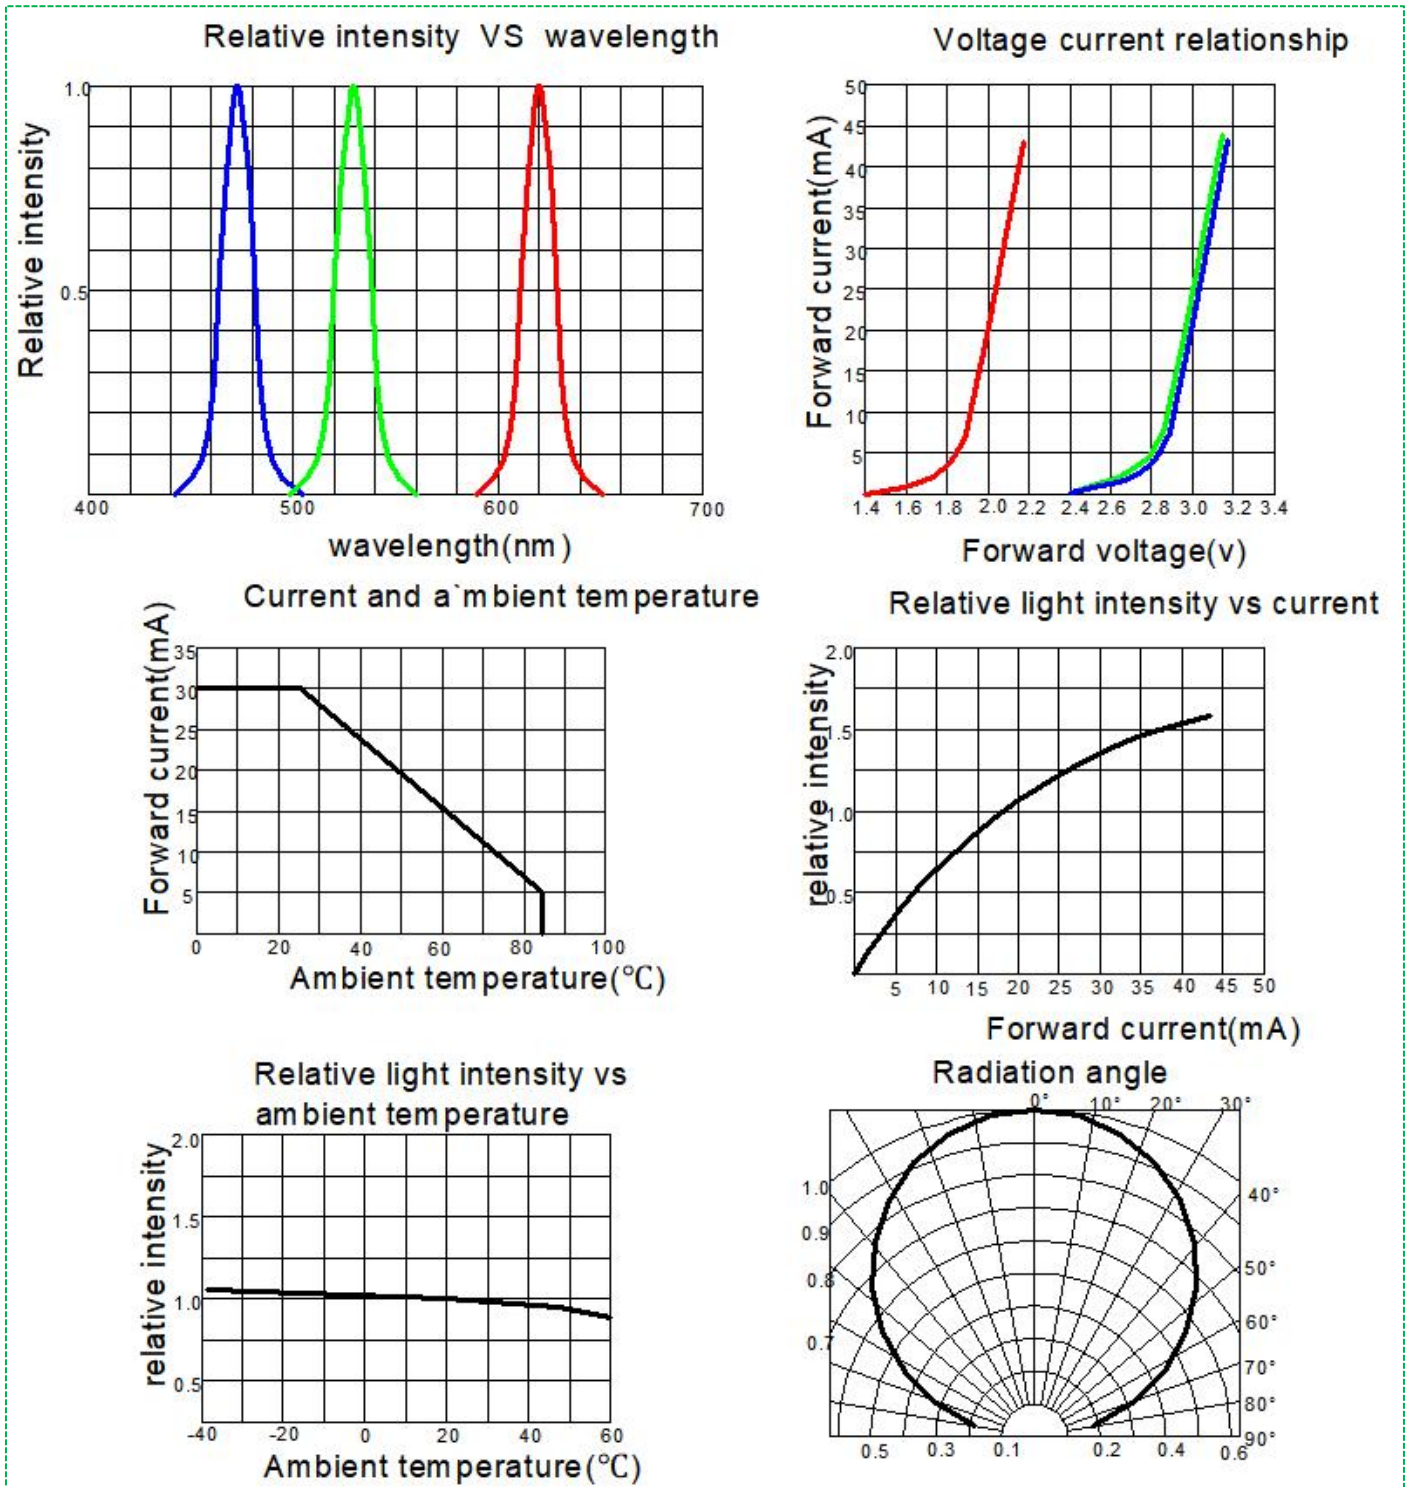 Relative intensity VS wavelength
Relative intensity
1.0
0.5
400 500 600 700
wavelength(nm)
Voltage current relationship
Forward current(mA)
50
45
40
35
30
25
20
15
10
5
1.4 1.6 1.8 2.0 2.2 2.4 2.6 2.8 3.0 3.2 3.4
Forward voltage(v)
Current and a`mbient temperature
Forward current(mA)
35
30
25
20
15
10
5
0 20 40 60 80 100
Ambient temperature(℃)
Relative light intensity vs current
relative intensity
2.0
1.5
1.0
0.5
5 10 15 20 25 30 35 40 45 50
Forward current(mA)
Relative light intensity vs
ambient temperature
relative intensity
2.0
1.5
1.0
0.5
-40 -20 0 20 40 60
Ambient temperature(℃)
Radiation angle
0° 10° 20° 30°
1.0 40°
0.9
0.8 50°
0.7 60°
70°
80°
90°
0.5 0.3 0.1 0.2 0.4 0.6